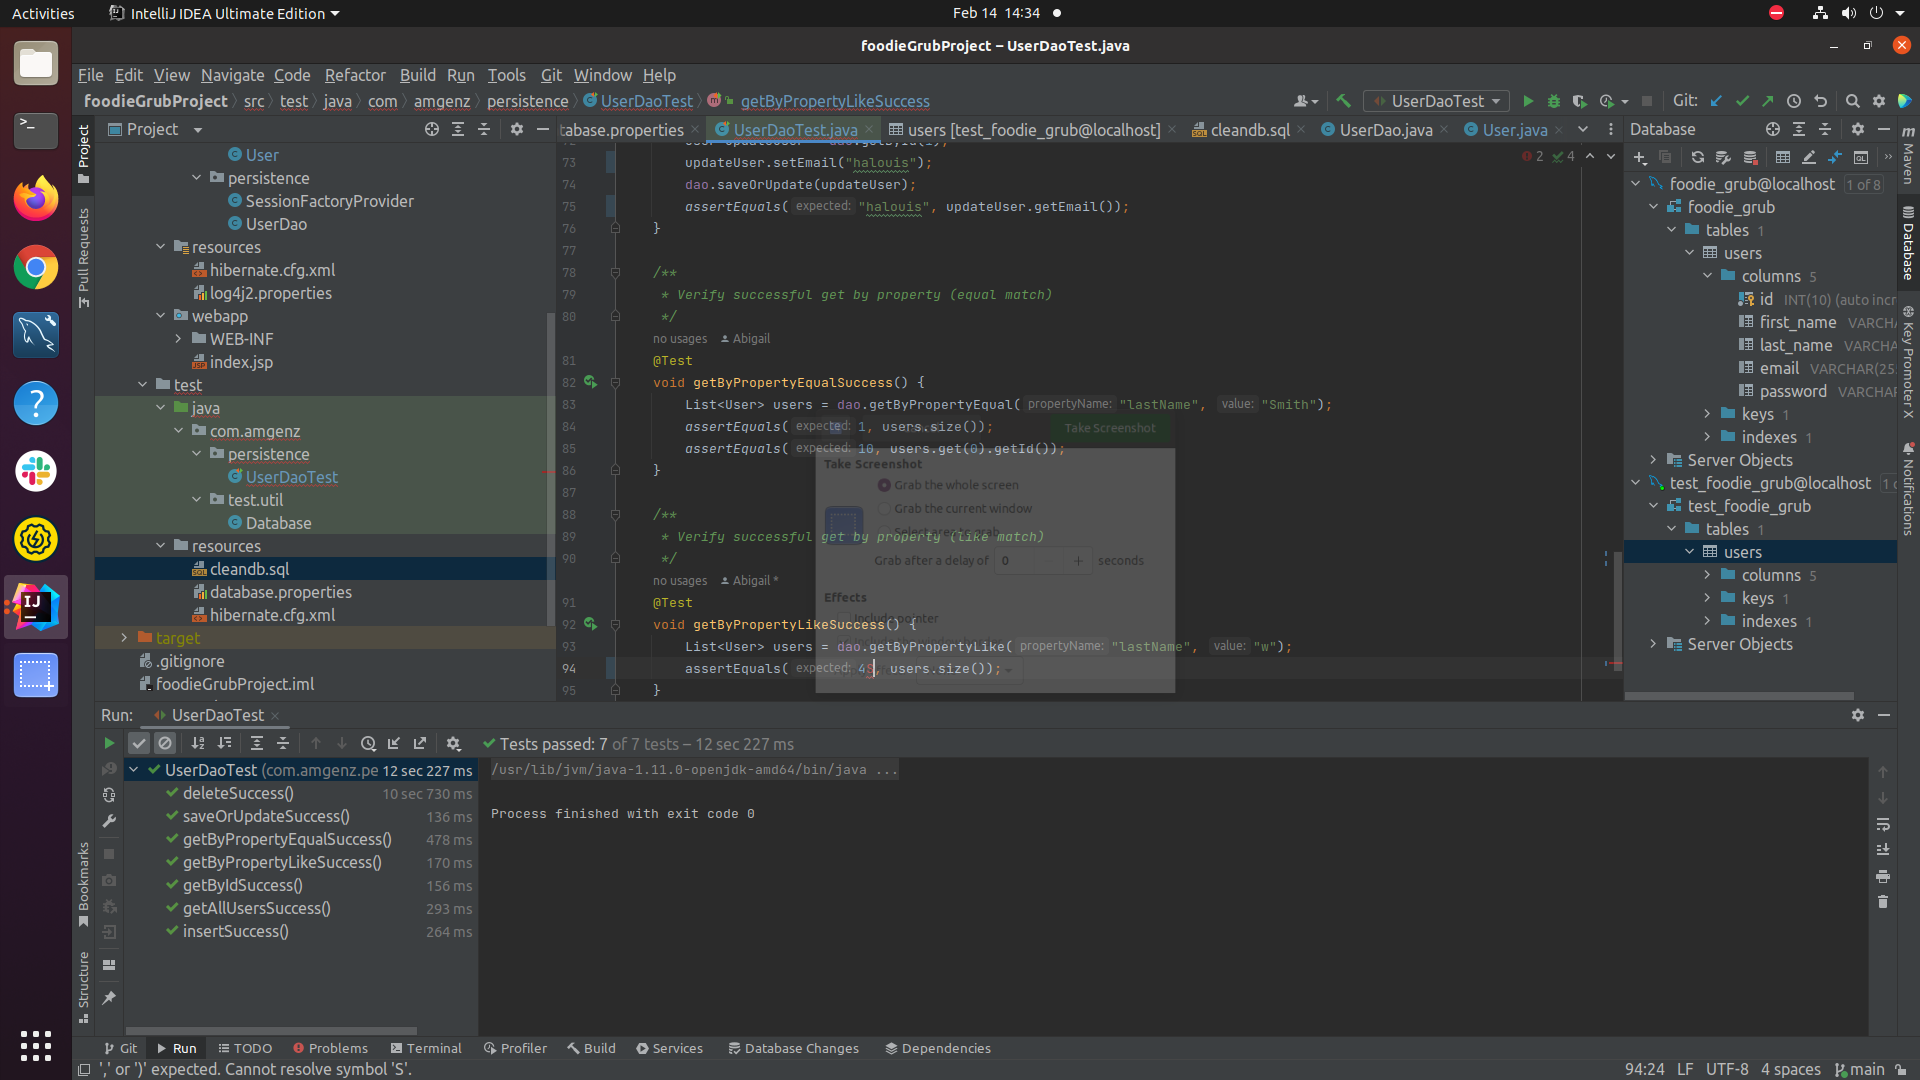 Activities
IntelliJ IDEA Ultimate Edition
Feb 14 14:34
foodieGrubProject – UserDaoTest.java
File Edit View Navigate Code Refactor Build Run Tools Git Window Help
foodieGrubProject src test java com amgenz persistence UserDaoTest getByPropertyLikeSuccess
UserDaoTest
Git:
Project
tabase.properties
UserDaoTest.java
users [test_foodie_grub@localhost]
cleandb.sql
UserDao.java
User.java
Database
Project
Pull Requests
Bookmarks
Structure
User
persistence
SessionFactoryProvider
UserDao
resources
hibernate.cfg.xml
log4j2.properties
webapp
WEB-INF
index.jsp
test
java
com.amgenz
persistence
UserDaoTest
test.util
Database
resources
cleandb.sql
database.properties
hibernate.cfg.xml
target
.gitignore
foodieGrubProject.iml
2 4
73 updateUser.setEmail("halouis");
74 dao.saveOrUpdate(updateUser);
75 assertEquals( expected: "halouis", updateUser.getEmail());
76 }
77
78 /**
79 * Verify successful get by property (equal match)
80 */
no usages Abigail
81 @Test
82 void getByPropertyEqualSuccess() {
83 List<User> users = dao.getByPropertyEqual( propertyName: "lastName", value: "Smith");
84 assertEquals( expected: 1, users.size());
85 assertEquals( expected: 10, users.get(0).getId());
86 }
87
88 /**
89 * Verify successful get by property (like match)
90 */
no usages Abigail *
91 @Test
92 void getByPropertyLikeSuccess() {
93 List<User> users = dao.getByPropertyLike( propertyName: "lastName", value: "w");
94 assertEquals( expected: 4S, users.size());
95 }
Take Screenshot
Take Screenshot
Grab the whole screen
Grab the current window
Select area to grab
Grab after a delay of 0 + seconds
Effects
Include pointer
foodie_grub@localhost 1 of 8
foodie_grub
tables 1
users
columns 5
id INT(10) (auto incr
first_name VARCHA
last_name VARCHA
email VARCHAR(25
password VARCHAR
keys 1
indexes 1
Server Objects
test_foodie_grub@localhost 1 o
test_foodie_grub
tables 1
users
columns 5
keys 1
indexes 1
Server Objects
Maven
Database
Key Promoter X
Notifications
Run: UserDaoTest
Tests passed: 7 of 7 tests – 12 sec 227 ms
UserDaoTest (com.amgenz.pe 12 sec 227 ms
deleteSuccess() 10 sec 730 ms
saveOrUpdateSuccess() 136 ms
getByPropertyEqualSuccess() 478 ms
getByPropertyLikeSuccess() 170 ms
getByIdSuccess() 156 ms
getAllUsersSuccess() 293 ms
insertSuccess() 264 ms
/usr/lib/jvm/java-1.11.0-openjdk-amd64/bin/java ...
Process finished with exit code 0
Git Run TODO Problems Terminal Profiler Build Services Database Changes Dependencies
',' or ')' expected. Cannot resolve symbol 'S'.
94:24 LF UTF-8 4 spaces main